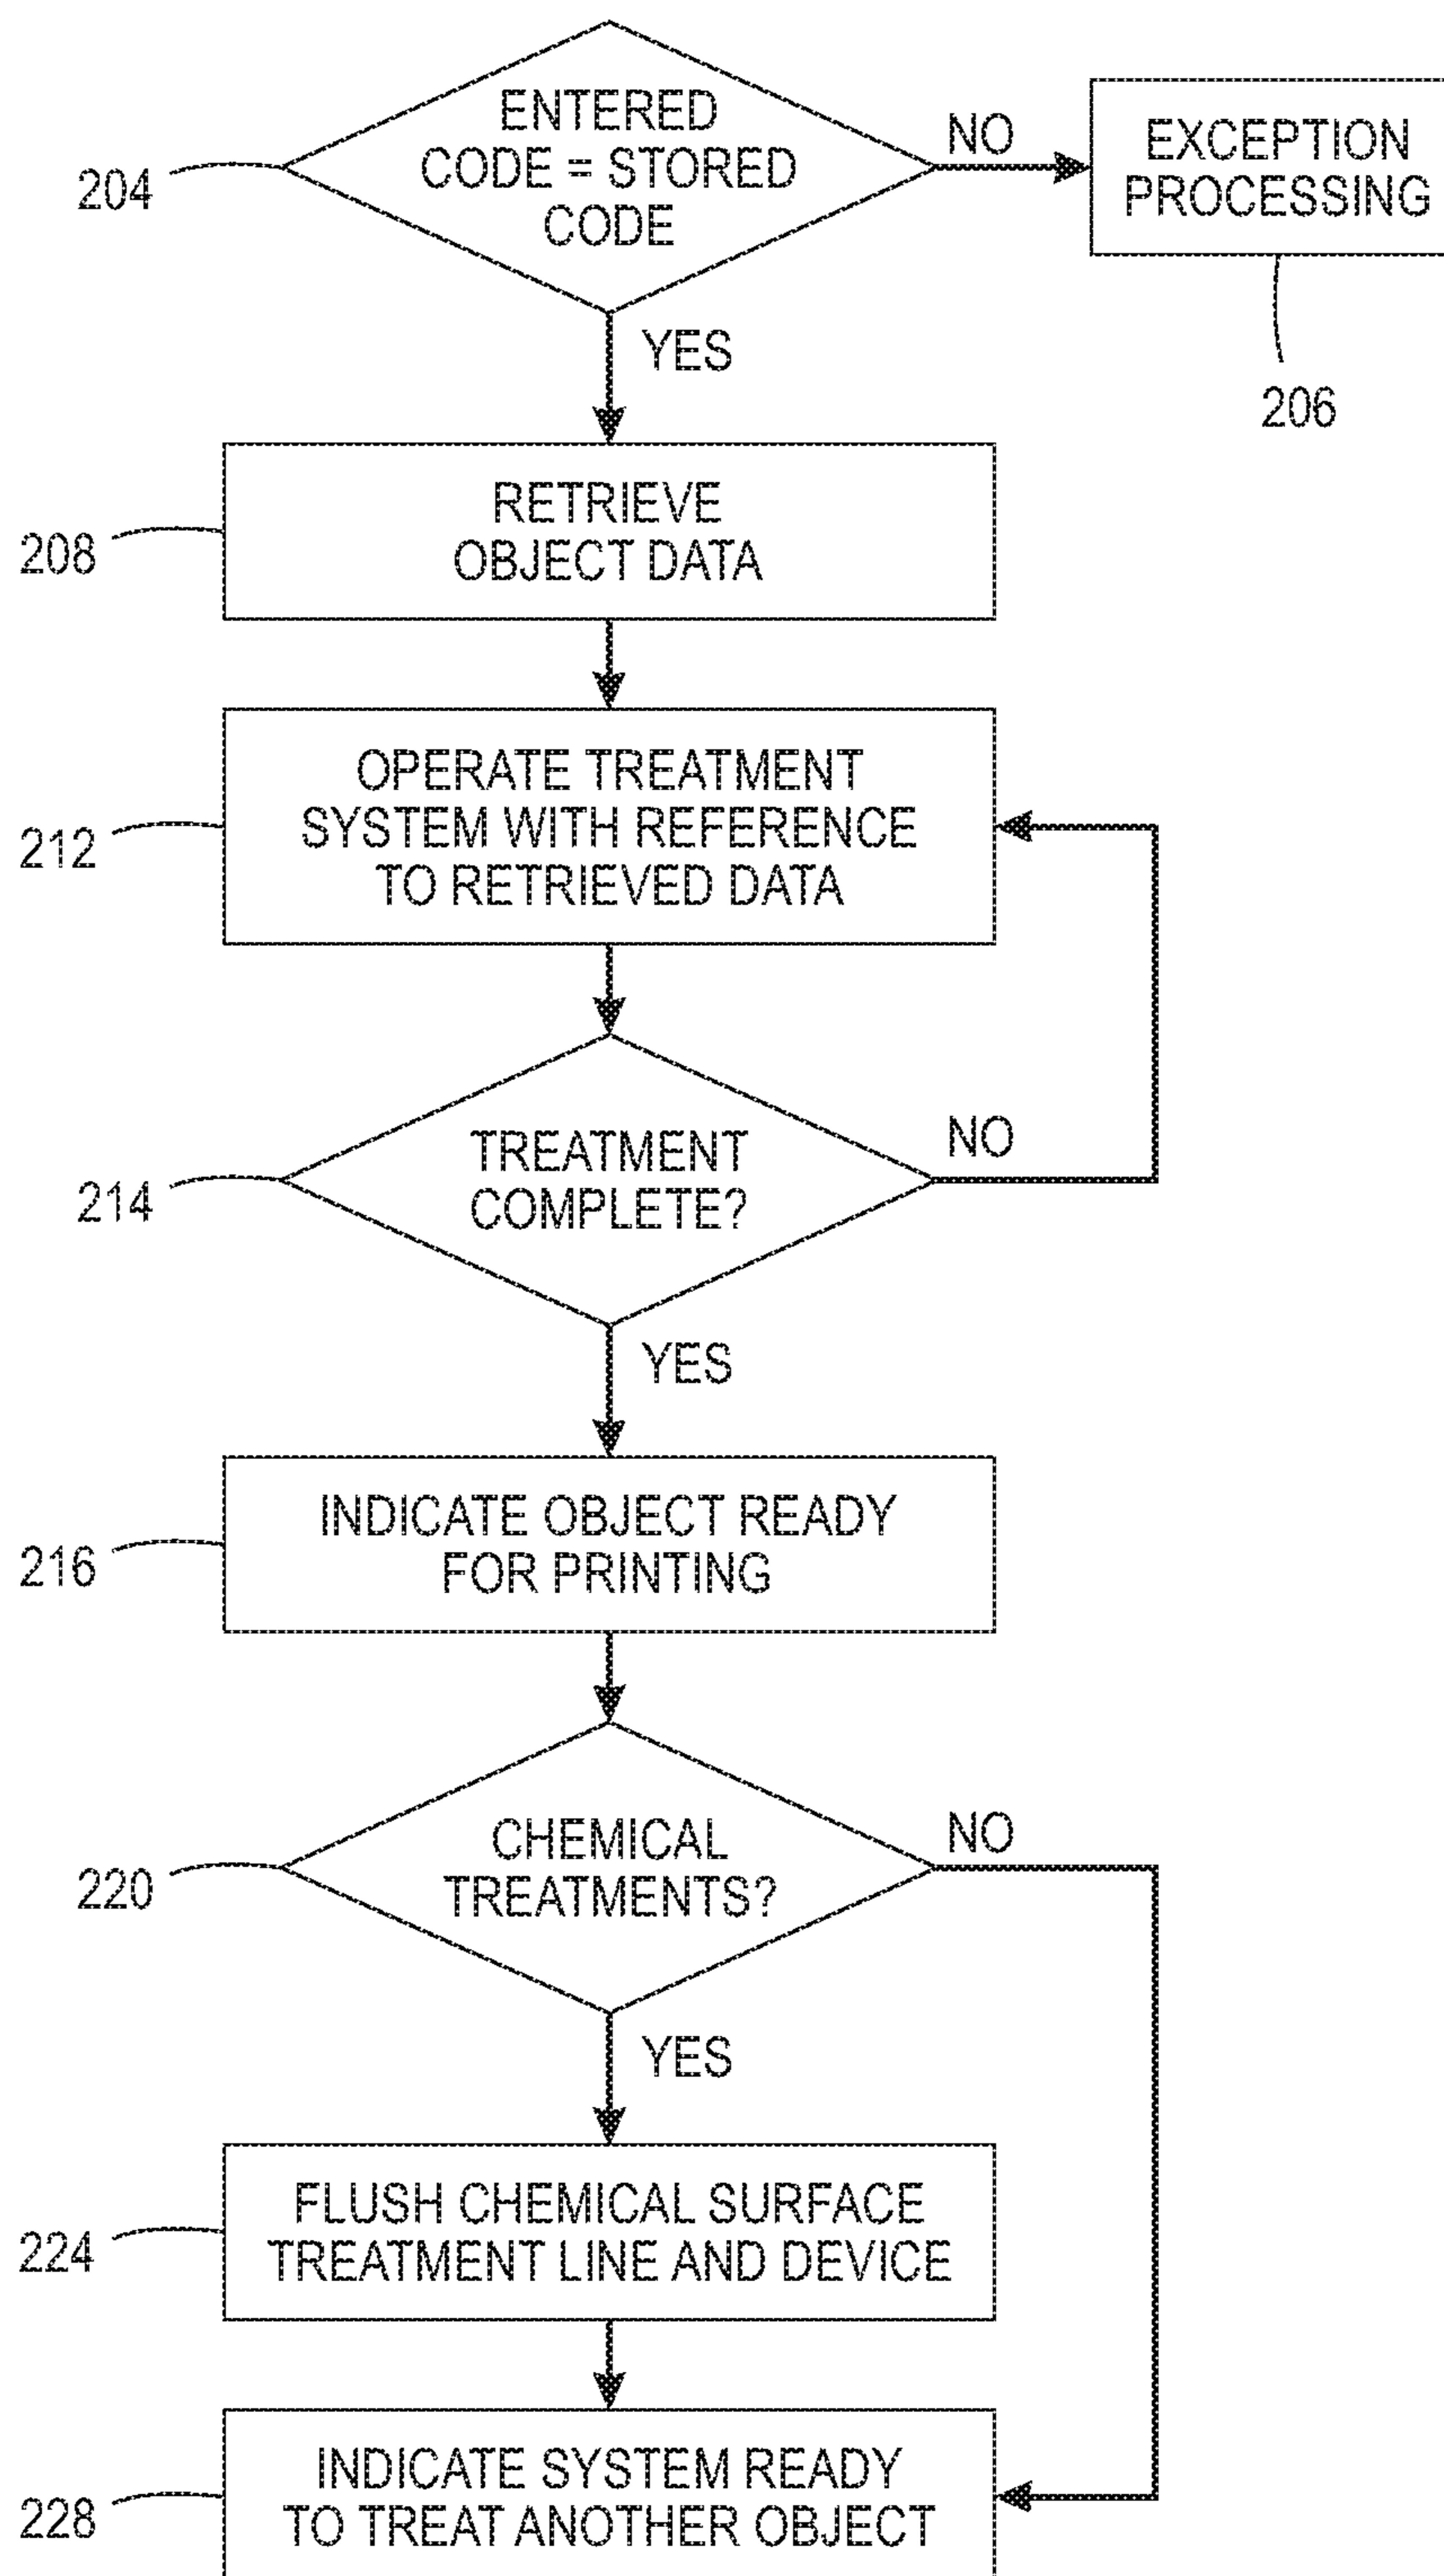 ENTERED
CODE = STORED
CODE
204
NO
EXCEPTION
PROCESSING
206
YES
RETRIEVE
OBJECT DATA
208
OPERATE TREATMENT
SYSTEM WITH REFERENCE
TO RETRIEVED DATA
212
TREATMENT
COMPLETE?
214
NO
YES
INDICATE OBJECT READY
FOR PRINTING
216
CHEMICAL
TREATMENTS?
220
NO
YES
FLUSH CHEMICAL SURFACE
TREATMENT LINE AND DEVICE
224
INDICATE SYSTEM READY
TO TREAT ANOTHER OBJECT
228